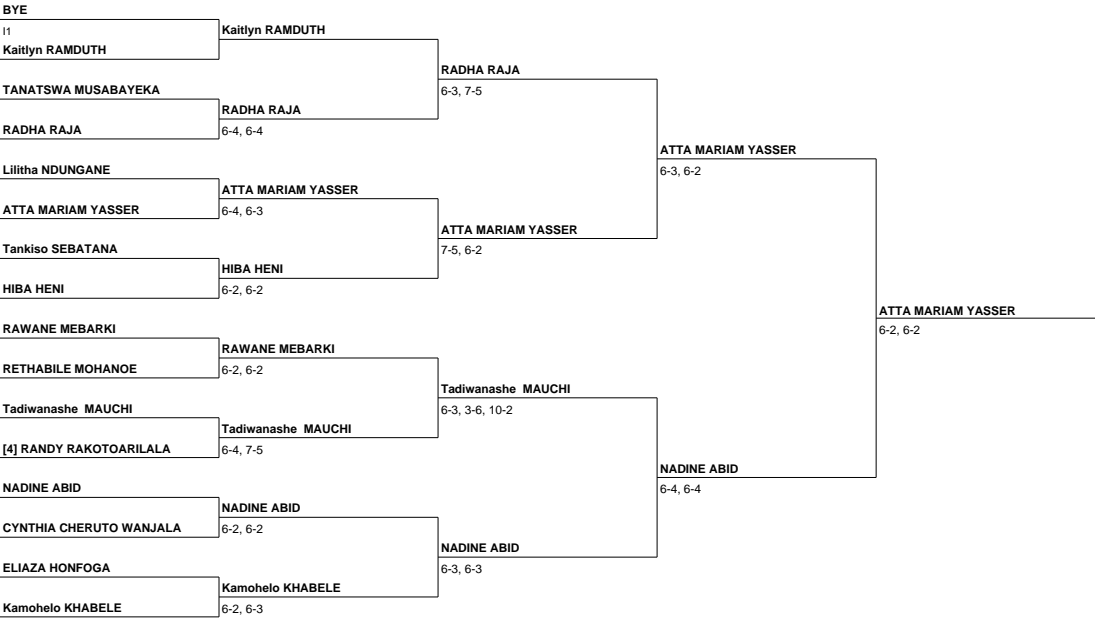 BYE
I1
Kaitlyn RAMDUTH
TANATSWA MUSABAYEKA
RADHA RAJA
Lilitha NDUNGANE
ATTA MARIAM YASSER
Tankiso SEBATANA
HIBA HENI
RAWANE MEBARKI
RETHABILE MOHANOE
Tadiwanashe  MAUCHI
[4] RANDY RAKOTOARILALA
NADINE ABID
CYNTHIA CHERUTO WANJALA
ELIAZA HONFOGA
Kamohelo KHABELE
Kaitlyn RAMDUTH
RADHA RAJA
6-4, 6-4
ATTA MARIAM YASSER
6-4, 6-3
HIBA HENI
6-2, 6-2
RAWANE MEBARKI
6-2, 6-2
Tadiwanashe  MAUCHI
6-4, 7-5
NADINE ABID
6-2, 6-2
Kamohelo KHABELE
6-2, 6-3
RADHA RAJA
6-3, 7-5
ATTA MARIAM YASSER
7-5, 6-2
Tadiwanashe  MAUCHI
6-3, 3-6, 10-2
NADINE ABID
6-3, 6-3
ATTA MARIAM YASSER
6-3, 6-2
NADINE ABID
6-4, 6-4
ATTA MARIAM YASSER
6-2, 6-2